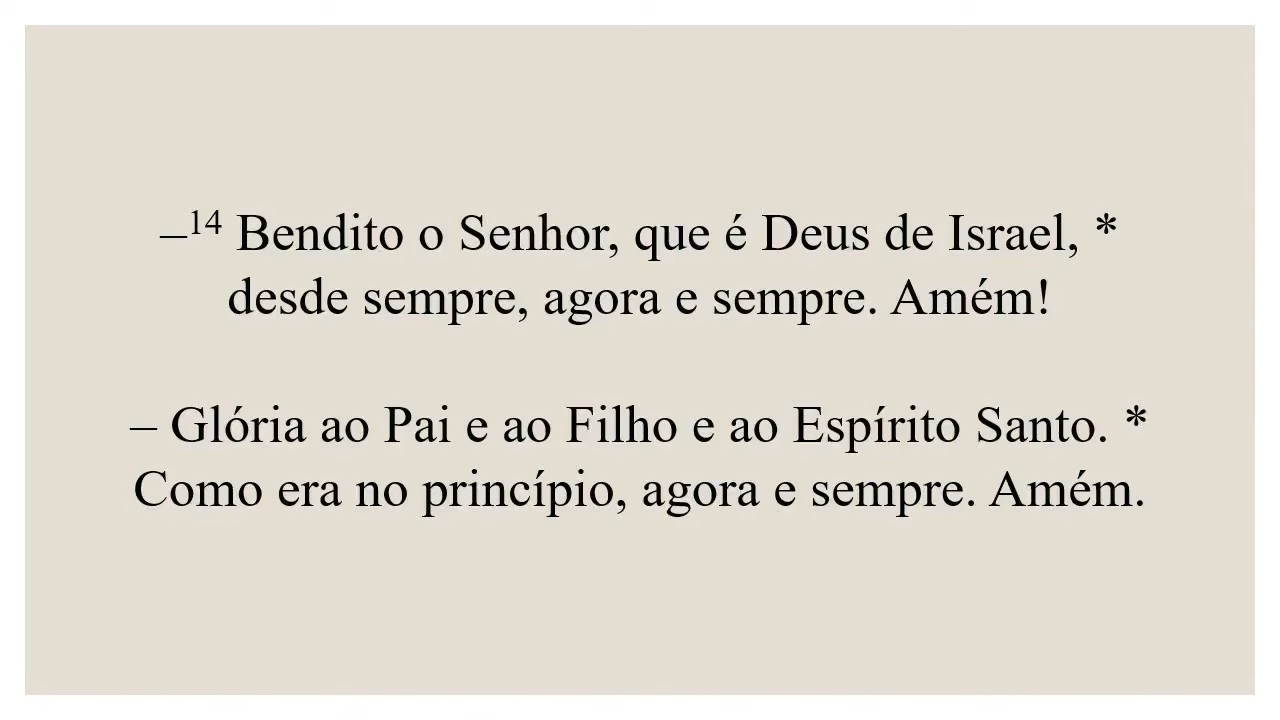 –¹⁴ Bendito o Senhor, que é Deus de Israel, *
desde sempre, agora e sempre. Amém!
– Glória ao Pai e ao Filho e ao Espírito Santo. *
Como era no princípio, agora e sempre. Amém.